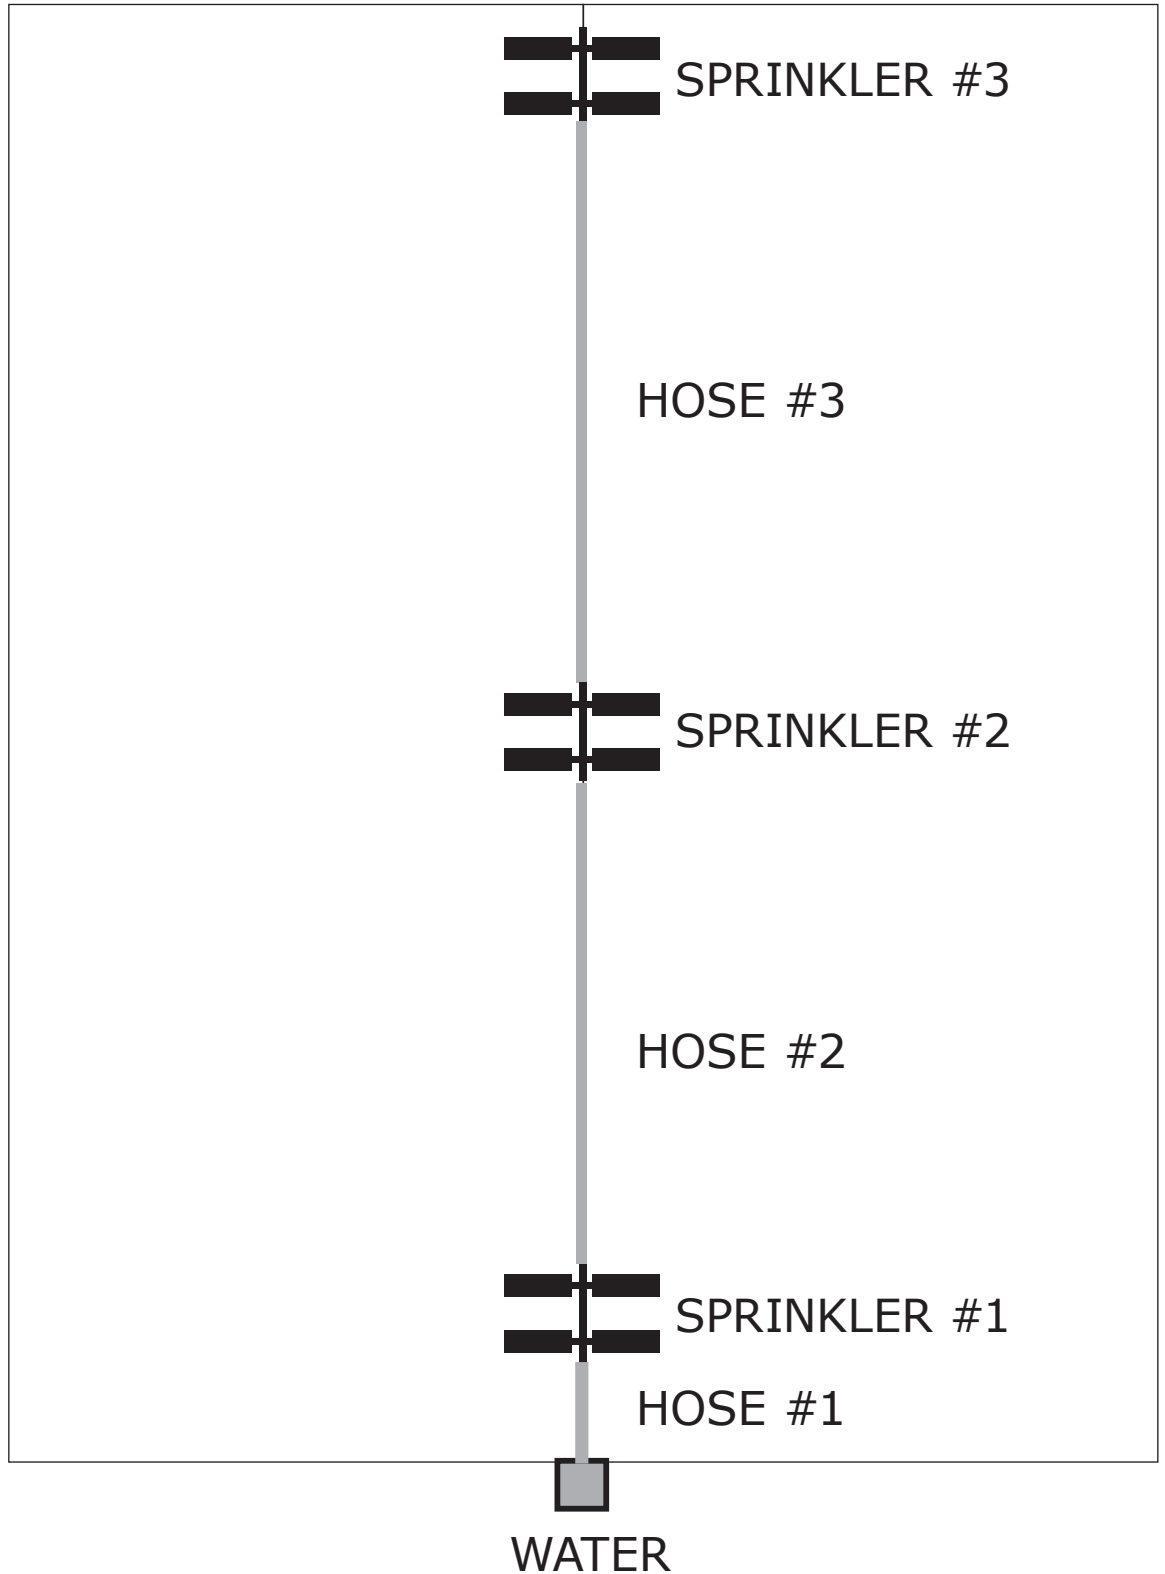 SPRINKLER #3
HOSE #3
SPRINKLER #2
HOSE #2
SPRINKLER #1
HOSE #1
WATER